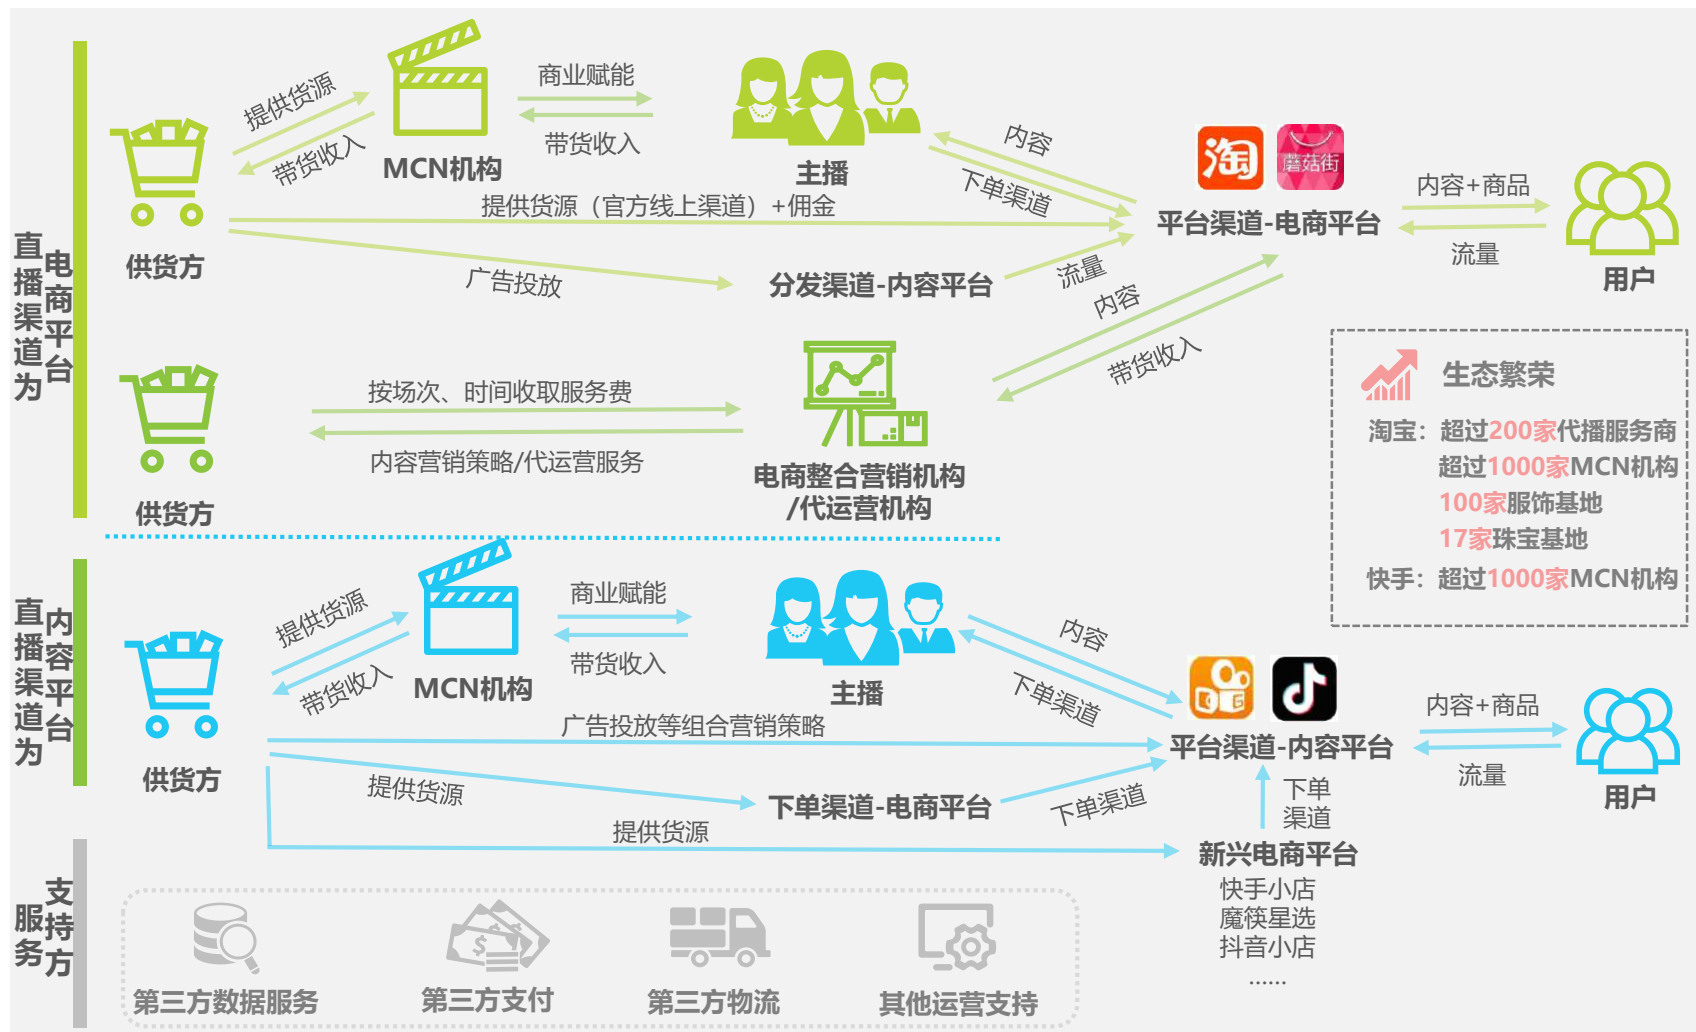 直播渠道为
电商平台
提供货源
带货收入
MCN机构
商业赋能
带货收入
主播
内容
下单渠道
淘
蘑菇街
平台渠道-电商平台
内容+商品
流量
用户
供货方
提供货源（官方线上渠道）+佣金
广告投放
分发渠道-内容平台
流量
内容
带货收入
供货方
按场次、时间收取服务费
内容营销策略/代运营服务
电商整合营销机构
/代运营机构
生态繁荣
淘宝：超过200家代播服务商
超过1000家MCN机构
100家服饰基地
17家珠宝基地
快手：超过1000家MCN机构
直播渠道为
内容平台
提供货源
带货收入
MCN机构
商业赋能
带货收入
主播
内容
下单渠道
平台渠道-内容平台
内容+商品
流量
用户
供货方
广告投放等组合营销策略
提供货源
下单渠道-电商平台
下单渠道
提供货源
下单
渠道
新兴电商平台
快手小店
魔筷星选
抖音小店
……
服务
支持方
第三方数据服务
第三方支付
第三方物流
其他运营支持